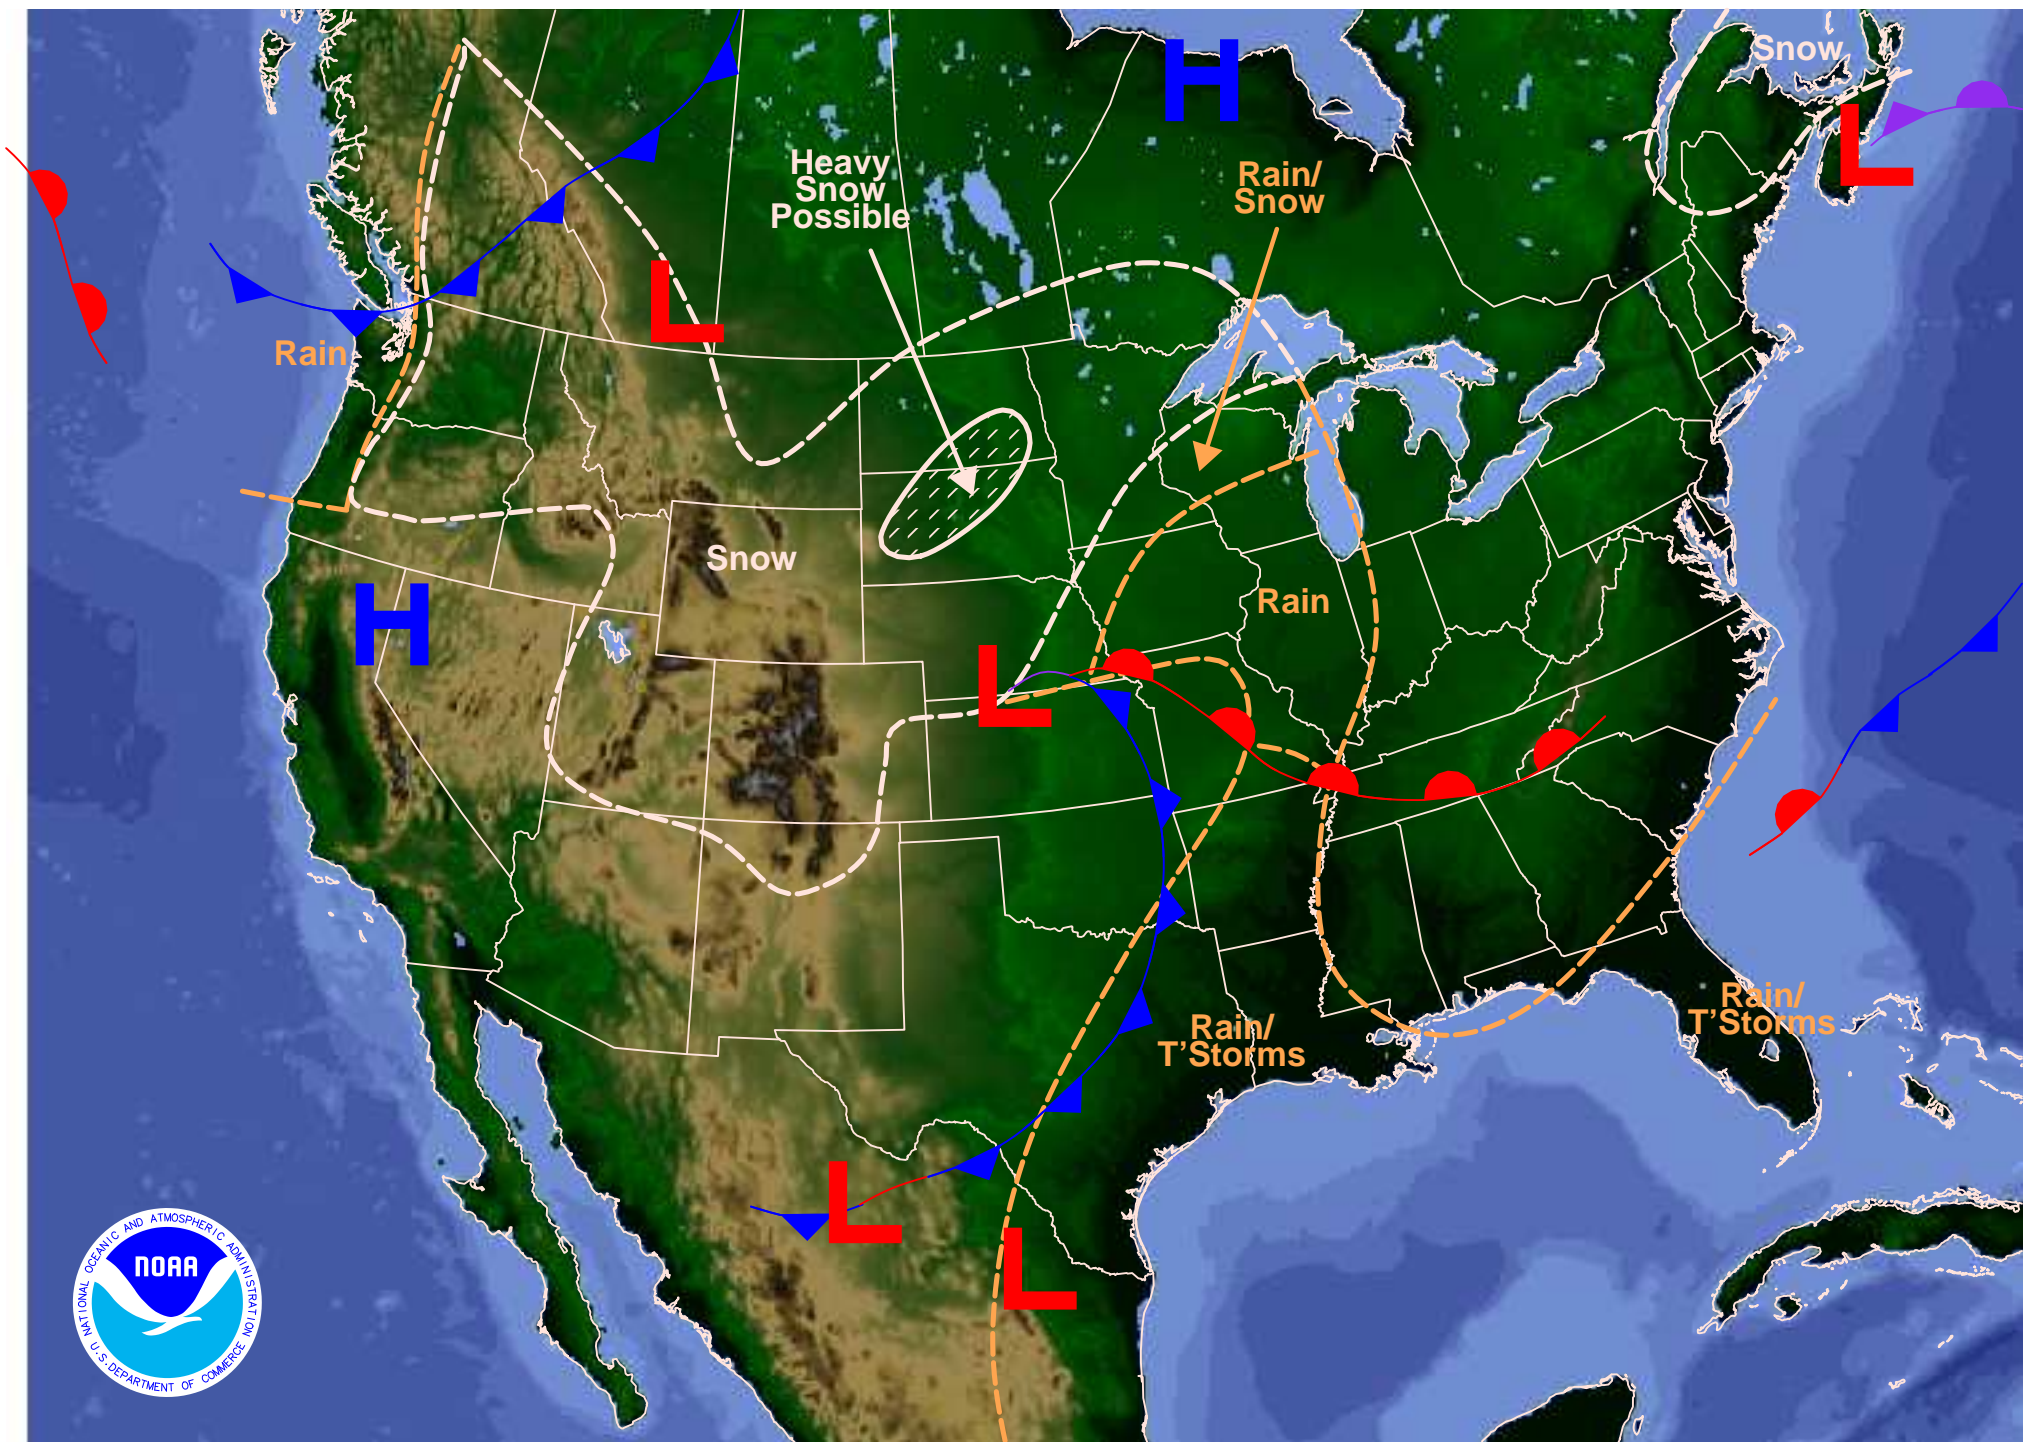 Snow
H
Heavy
Snow
Possible
Rain/
Snow
L
L
Rain
Snow
H
Rain
L
Rain/
T'Storms
Rain/
T'Storms
L
L
NATIONAL OCEANIC AND ATMOSPHERIC ADMINISTRATION
NOAA
U.S. DEPARTMENT OF COMMERCE